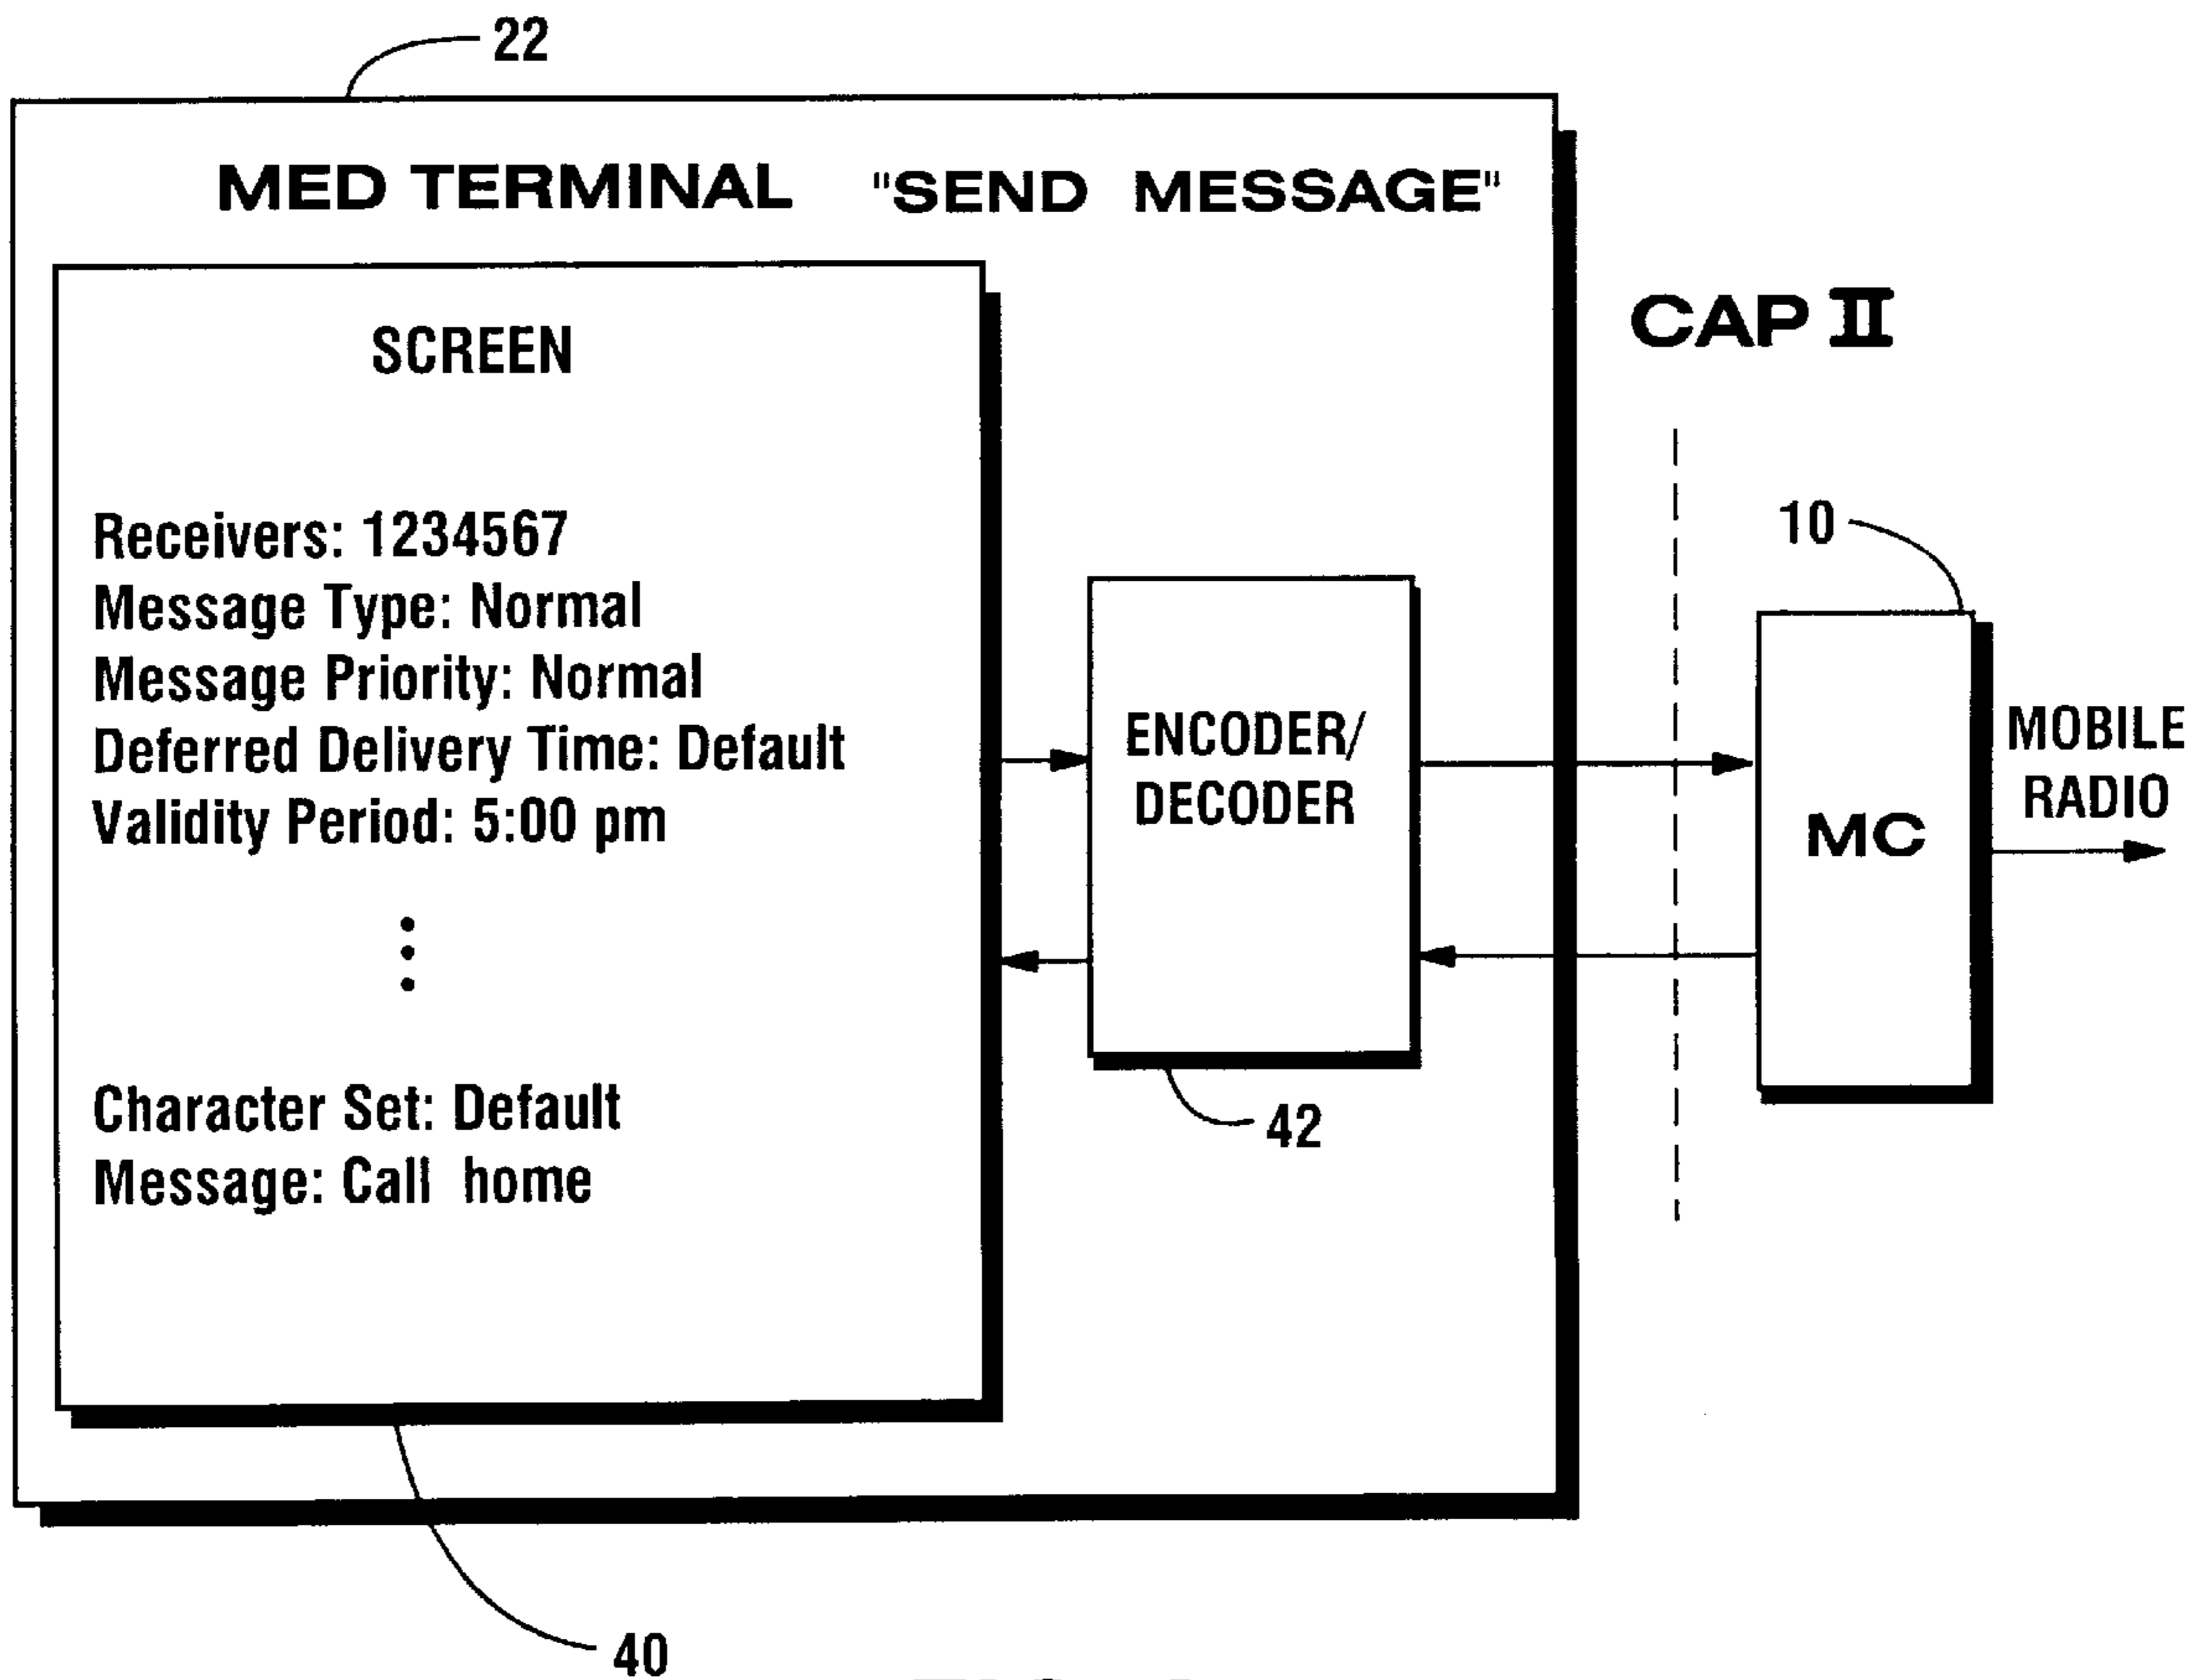 22
MED TERMINAL "SEND MESSAGE"
SCREEN
Receivers: 1234567
Message Type: Normal
Message Priority: Normal
Deferred Delivery Time: Default
Validity Period: 5:00 pm
Character Set: Default
Message: Call home
ENCODER/
DECODER
42
CAP II
10
MC
MOBILE
RADIO
40